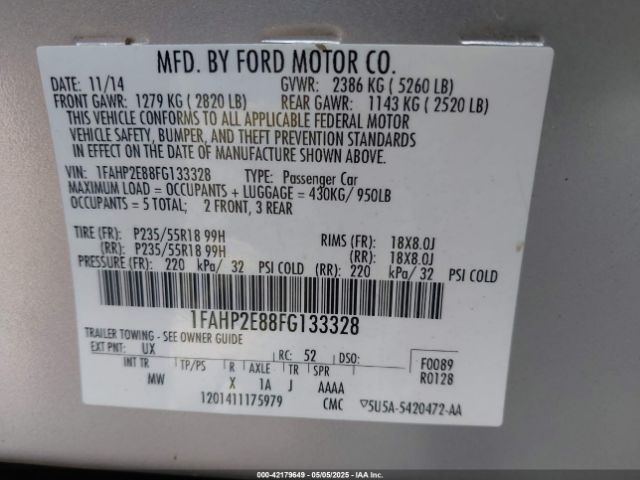 MFD. BY FORD MOTOR CO.
DATE: 11/14 GVWR: 2386 KG ( 5260 LB)
FRONT GAWR: 1279 KG ( 2820 LB) REAR GAWR: 1143 KG ( 2520 LB)
THIS VEHICLE CONFORMS TO ALL APPLICABLE FEDERAL MOTOR
VEHICLE SAFETY, BUMPER, AND THEFT PREVENTION STANDARDS
IN EFFECT ON THE DATE OF MANUFACTURE SHOWN ABOVE.
VIN: 1FAHP2E88FG133328 TYPE: Passenger Car
MAXIMUM LOAD = OCCUPANTS + LUGGAGE = 430KG/ 950LB
OCCUPANTS = 5 TOTAL: 2 FRONT, 3 REAR
TIRE (FR): P235/55R18 99H RIMS (FR): 18X8.0J
(RR): P235/55R18 99H (RR): 18X8.0J
PRESSURE (FR): 220 kPa/ 32 PSI COLD (RR): 220 kPa/ 32 PSI COLD
1FAHP2E88FG133328
TRAILER TOWING - SEE OWNER GUIDE
EXT PNT: UX RC: 52 DSO: F0089
INT TR TP/PS R AXLE TR SPR R0128
MW X 1A J AAAA
1201411175979 CMC ▽5U5A-5420472-AA
000-42179649 - 05/05/2025 - IAA, Inc.